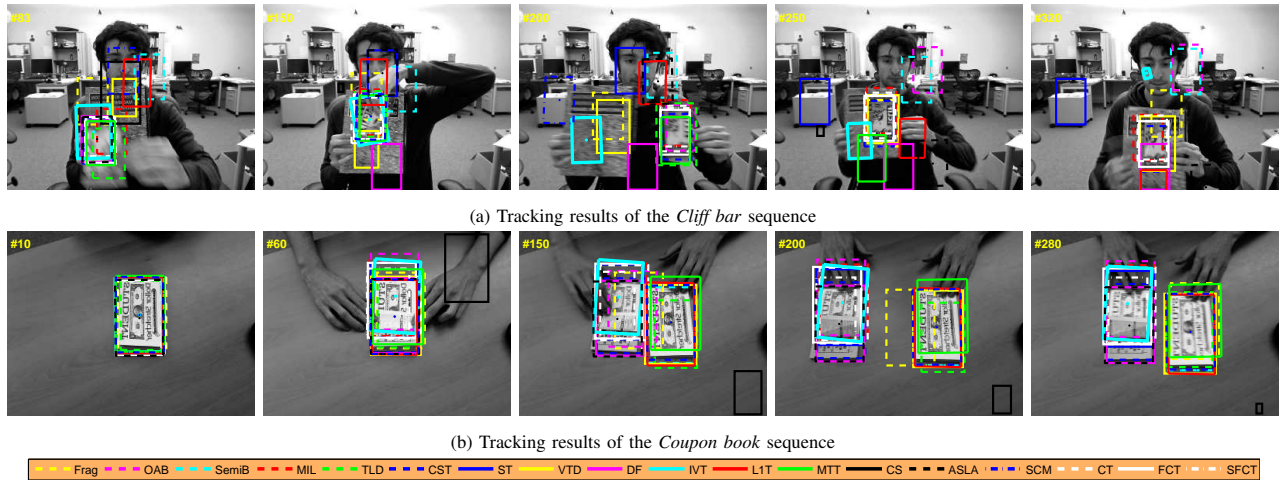 #83 #130 #200 #250 #320
(a) Tracking results of the Cliff bar sequence
#10 #60 #150 #200 #280
(b) Tracking results of the Coupon book sequence
Frag OAB SemiB MIL TLD CST ST VTD DF IVT L1T MTT CS ASLA SCM CT FCT SFCT